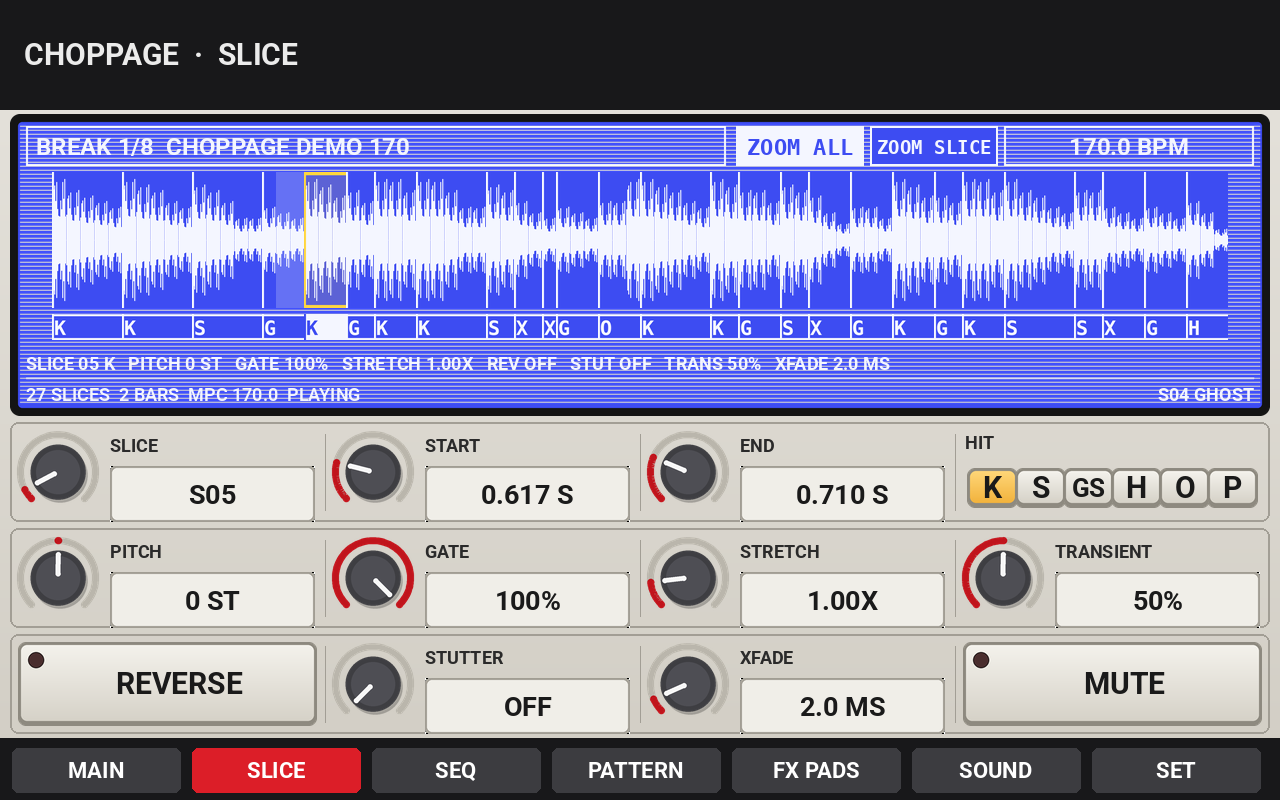 CHOPPAGE · SLICE
BREAK 1/8 CHOPPAGE DEMO 170
ZOOM ALL
ZOOM SLICE
170.0 BPM
K K S G K G K K S X X G O K K G S X G K G K S S X G H
SLICE 05 K PITCH 0 ST GATE 100% STRETCH 1.00X REV OFF STUT OFF TRANS 50% XFADE 2.0 MS
27 SLICES 2 BARS MPC 170.0 PLAYING
S04 GHOST
SLICE
S05
START
0.617 S
END
0.710 S
HIT
K S GS H O P
PITCH
0 ST
GATE
100%
STRETCH
1.00X
TRANSIENT
50%
REVERSE
STUTTER
OFF
XFADE
2.0 MS
MUTE
MAIN
SLICE
SEQ
PATTERN
FX PADS
SOUND
SET